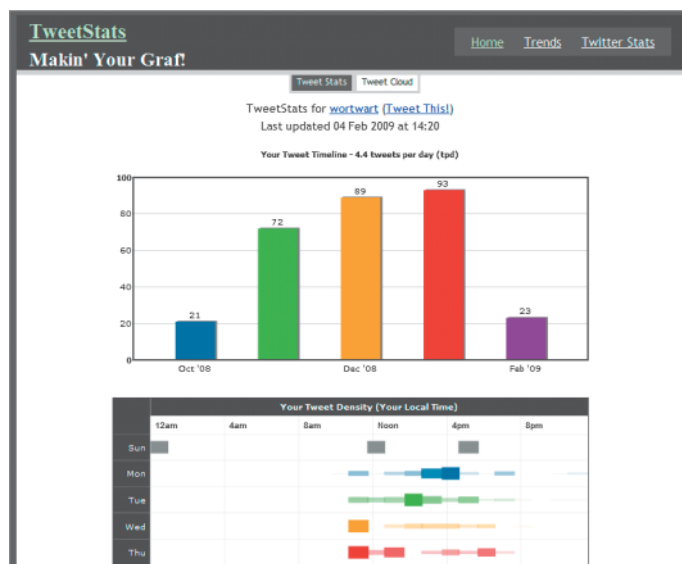 TweetStats
Makin' Your Graf!
Home Trends Twitter Stats
Tweet Stats Tweet Cloud
TweetStats for wortwart (Tweet This!)
Last updated 04 Feb 2009 at 14:20
Your Tweet Timeline - 4.4 tweets per day (tpd)
100
80
60
40
20
0
21
72
89
93
23
Oct '08 Dec '08 Feb '09
Your Tweet Density (Your Local Time)
12am 4am 8am Noon 4pm 8pm
Sun
Mon
Tue
Wed
Thu